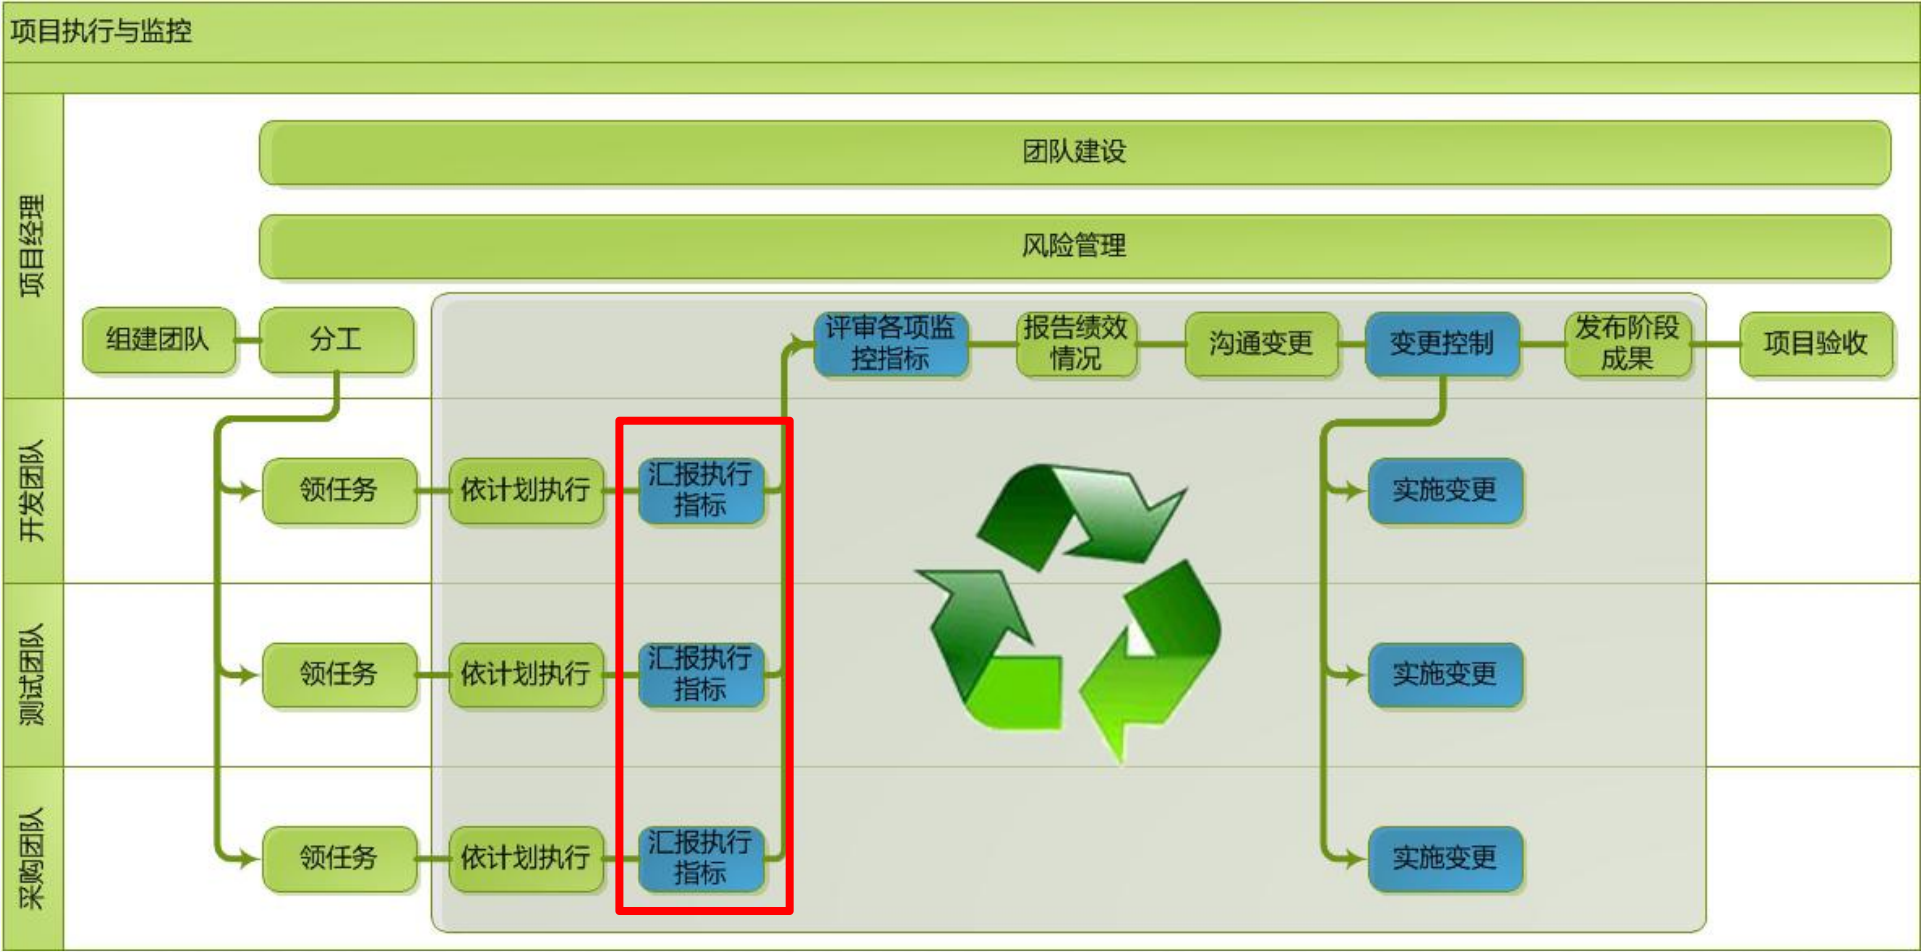 项目执行与监控
项目经理
团队建设
风险管理
组建团队
分工
评审各项监
控指标
报告绩效
情况
沟通变更
变更控制
发布阶段
成果
项目验收
开发团队
领任务
依计划执行
汇报执行
指标
实施变更
测试团队
领任务
依计划执行
汇报执行
指标
实施变更
采购团队
领任务
依计划执行
汇报执行
指标
实施变更